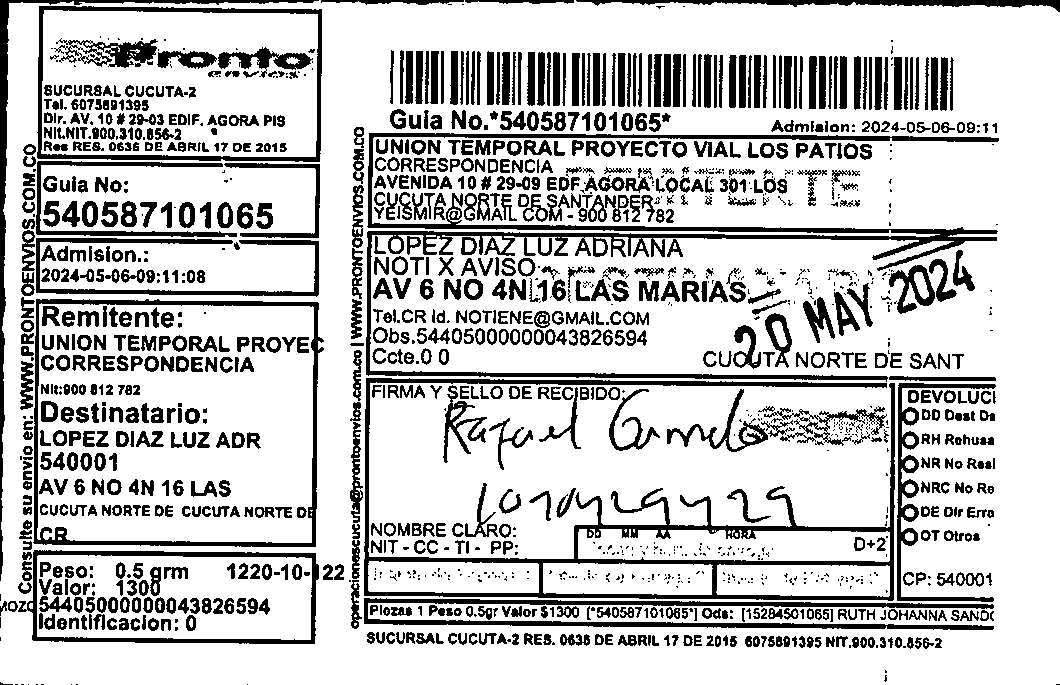 Pronto
envios
SUCURSAL CUCUTA-2
Tel. 6075891395
Dir. AV. 10 # 29-03 EDIF. AGORA PIS
Nit.NIT.900.310.856-2
Res RES. 0636 DE ABRIL 17 DE 2015
Guia No:
540587101065
Admision.:
2024-05-06-09:11:08
Remitente:
UNION TEMPORAL PROYEC
CORRESPONDENCIA
Nit:900 812 782
Destinatario:
LOPEZ DIAZ LUZ ADR
540001
AV 6 NO 4N 16 LAS
CUCUTA NORTE DE CUCUTA NORTE DE
CR
Peso: 0.5 grm 1220-10-122
Valor: 1300
54405000000043826594
Identificacion: 0
Consulte su envio en: WWW.PRONTOENVIOS.COM.CO
operacionescucuta@prontoenvios.com.co | WWW.PRONTOENVIOS.COM.CO
Guia No.*540587101065*
Admision: 2024-05-06-09:11
UNION TEMPORAL PROYECTO VIAL LOS PATIOS
CORRESPONDENCIA
AVENIDA 10 # 29-09 EDF AGORA LOCAL 301 LOS
CUCUTA NORTE DE SANTANDER
YEISMIR@GMAIL COM - 900 812 782
LOPEZ DIAZ LUZ ADRIANA
NOTI X AVISO
AV 6 NO 4N 16 LAS MARIAS
Tel.CR Id. NOTIENE@GMAIL.COM
Obs.54405000000043826594
Ccte.0 0
CUCUTA NORTE DE SANT
20 MAY 2024
FIRMA Y SELLO DE RECIBIDO:
Rafael
NOMBRE CLARO:
NIT - CC - TI - PP:
DD MM AA HORA
D+2
DEVOLUCI
DD Dest De
RH Rehusa
NR No Resi
NRC No Re
DE Dir Erra
OT Otros
CP: 540001
Piezas 1 Peso 0.5gr Valor $1300 [*540587101065*] Ods: [15284501065] RUTH JOHANNA SAND
SUCURSAL CUCUTA-2 RES. 0636 DE ABRIL 17 DE 2015 6075891395 NIT.900.310.856-2